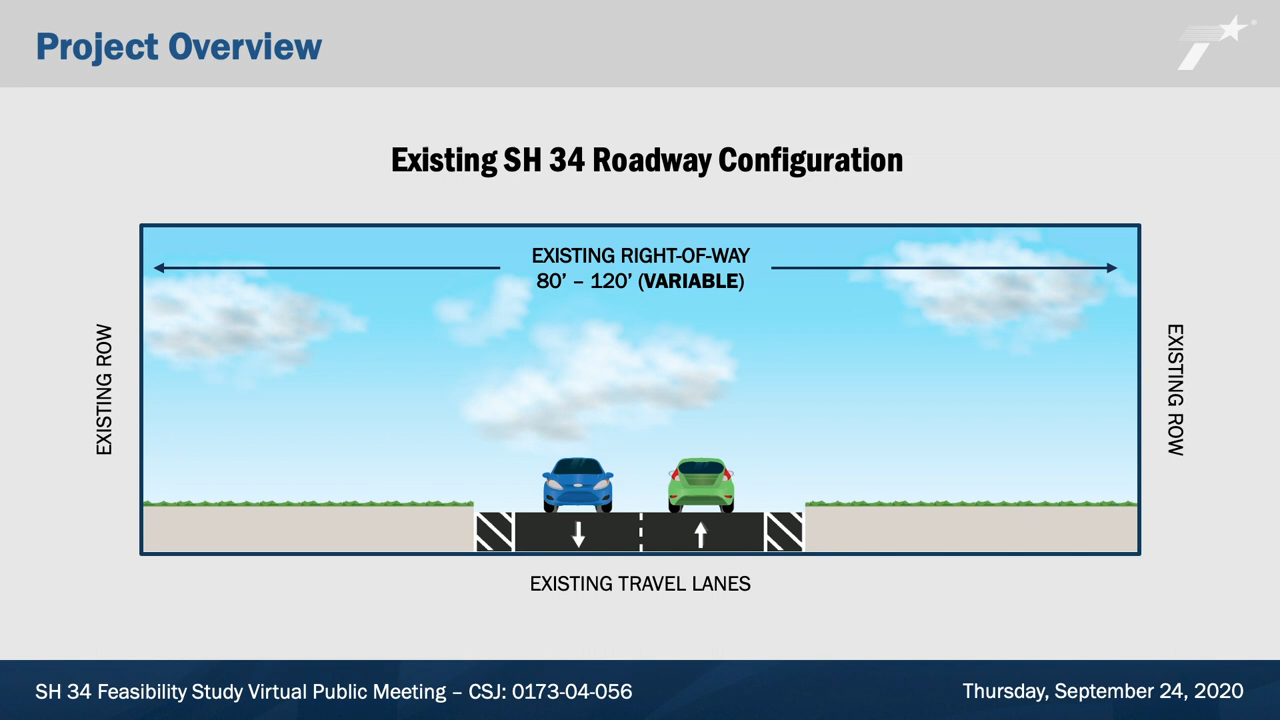 Project Overview
Existing SH 34 Roadway Configuration
EXISTING RIGHT-OF-WAY
80’ – 120’ (VARIABLE)
EXISTING ROW
EXISTING ROW
EXISTING TRAVEL LANES
SH 34 Feasibility Study Virtual Public Meeting – CSJ: 0173-04-056
Thursday, September 24, 2020